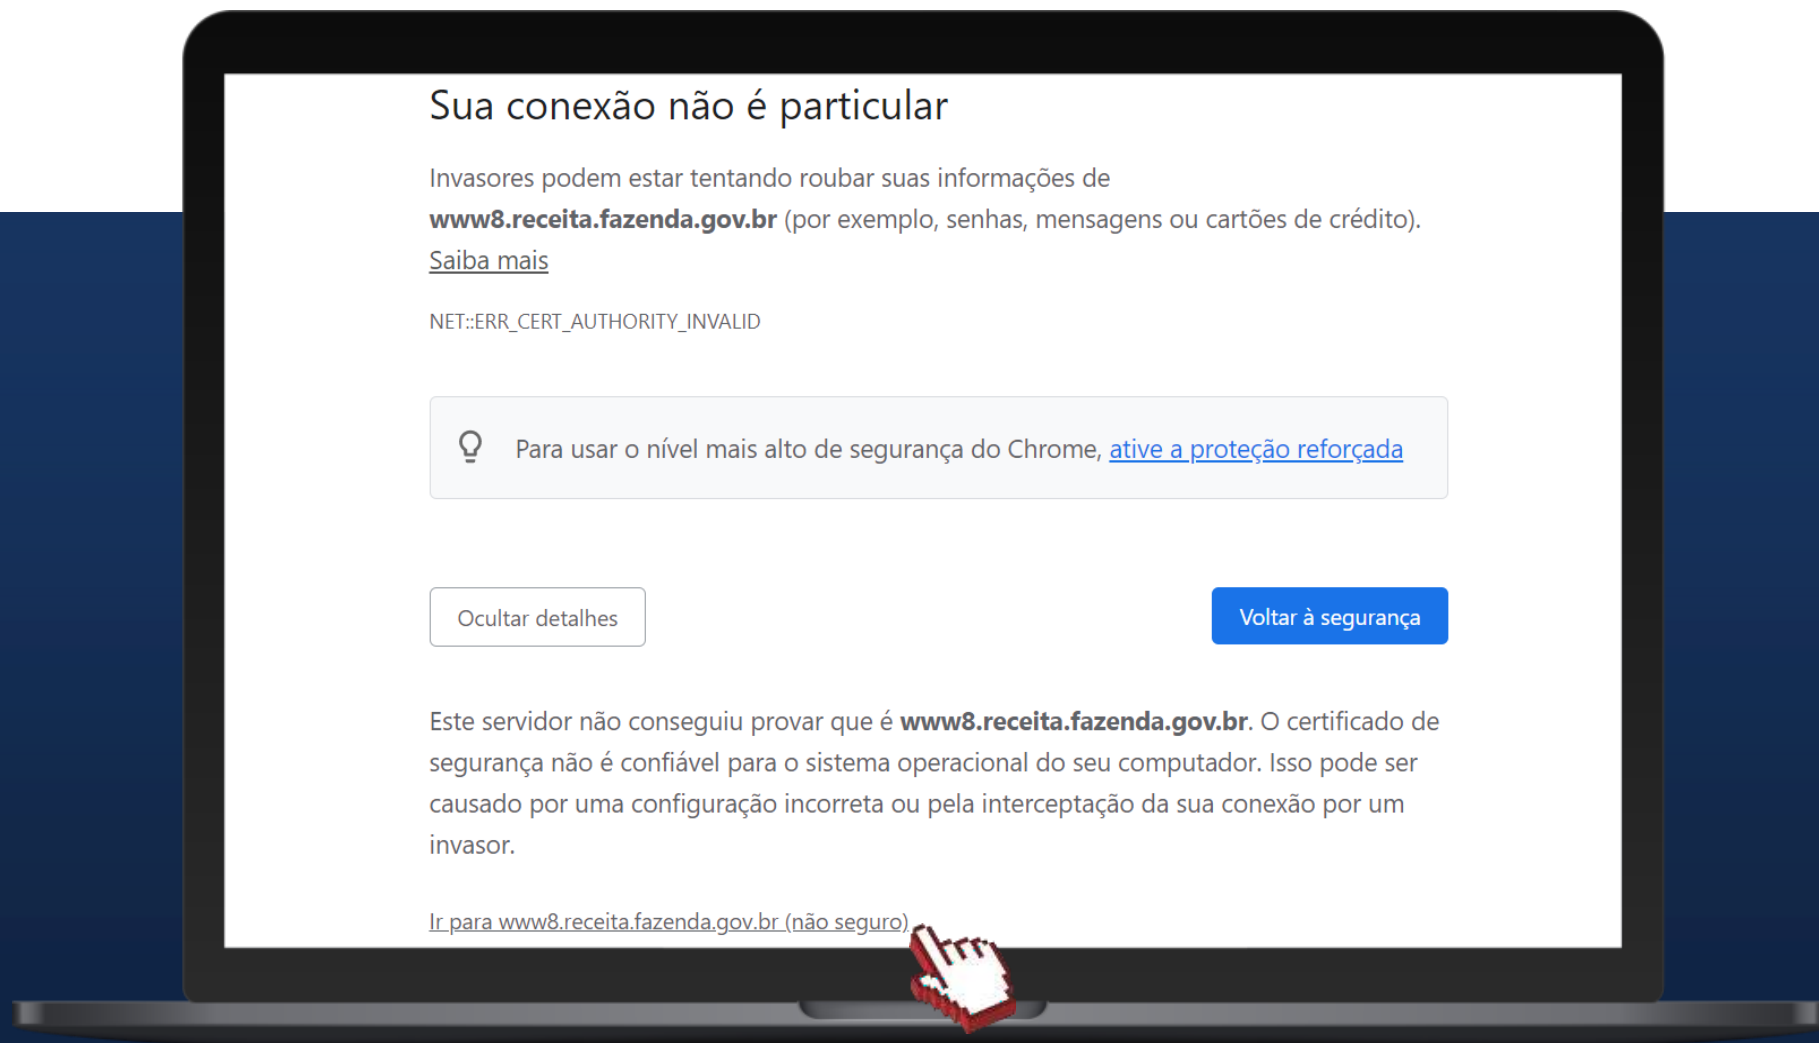 Sua conexão não é particular
Invasores podem estar tentando roubar suas informações de
www8.receita.fazenda.gov.br (por exemplo, senhas, mensagens ou cartões de crédito).
Saiba mais
NET::ERR_CERT_AUTHORITY_INVALID
Para usar o nível mais alto de segurança do Chrome, ative a proteção reforçada
Ocultar detalhes
Voltar à segurança
Este servidor não conseguiu provar que é www8.receita.fazenda.gov.br. O certificado de
segurança não é confiável para o sistema operacional do seu computador. Isso pode ser
causado por uma configuração incorreta ou pela interceptação da sua conexão por um
invasor.
Ir para www8.receita.fazenda.gov.br (não seguro)